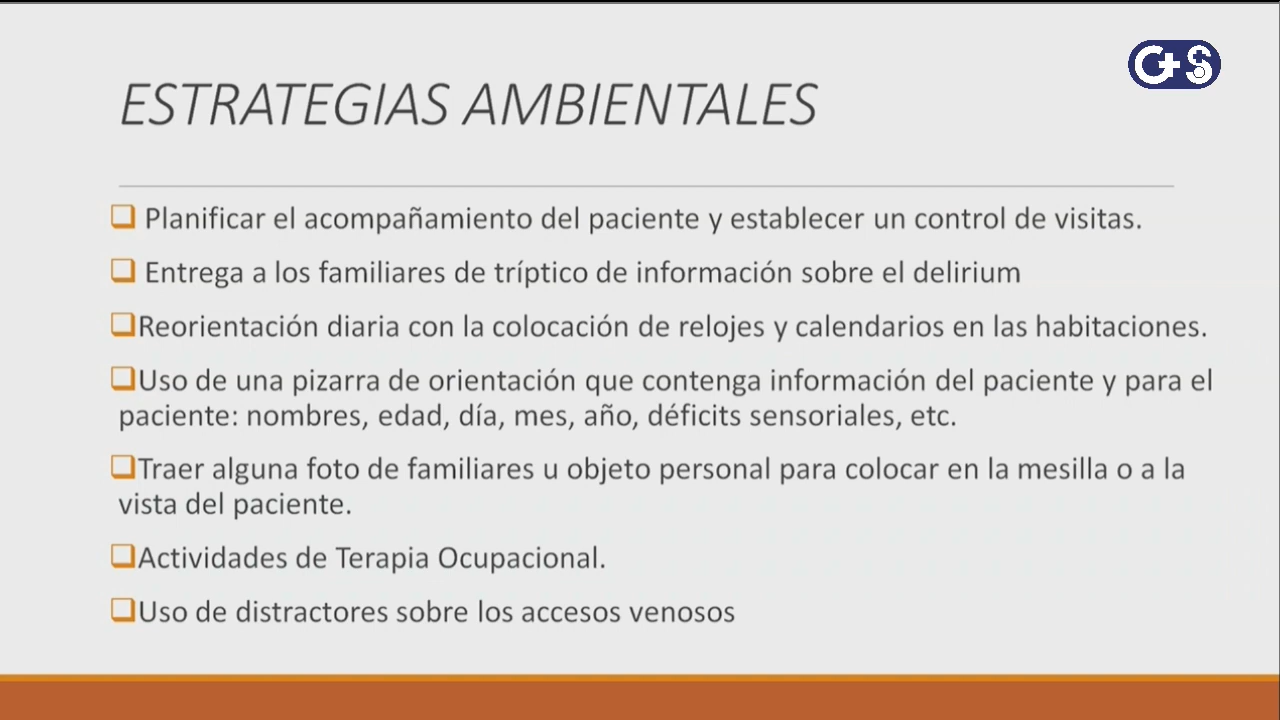 G+S
ESTRATEGIAS AMBIENTALES
Planificar el acompañamiento del paciente y establecer un control de visitas.
Entrega a los familiares de tríptico de información sobre el delirium
Reorientación diaria con la colocación de relojes y calendarios en las habitaciones.
Uso de una pizarra de orientación que contenga información del paciente y para el
paciente: nombres, edad, día, mes, año, déficits sensoriales, etc.
Traer alguna foto de familiares u objeto personal para colocar en la mesilla o a la
vista del paciente.
Actividades de Terapia Ocupacional.
Uso de distractores sobre los accesos venosos